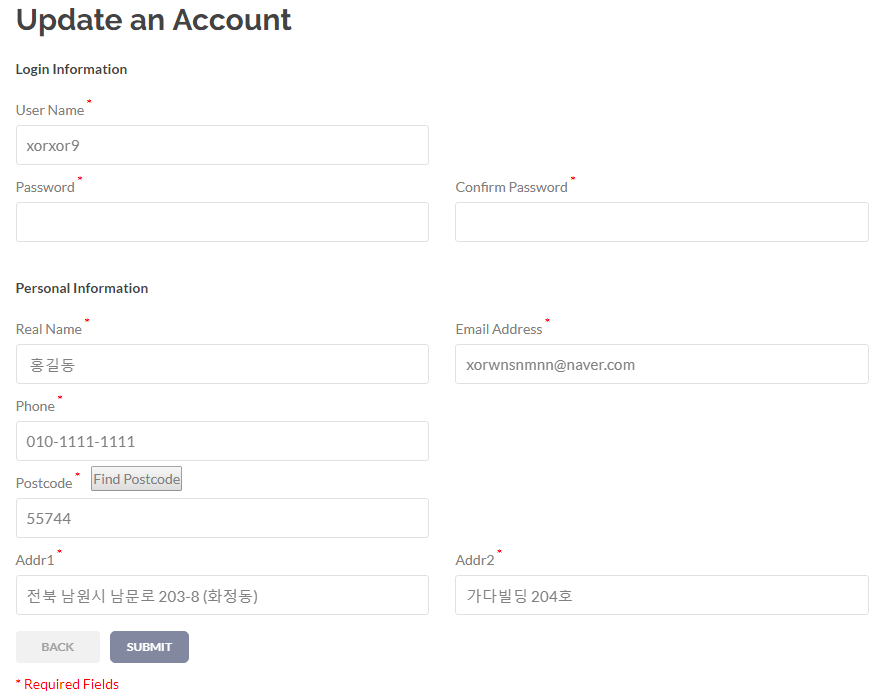 Update an Account
Login Information
User Name *
xorxor9
Password * Confirm Password *
Personal Information
Real Name * Email Address *
홍길동 xorwnsnmnn@naver.com
Phone *
010-1111-1111
Postcode * Find Postcode
55744
Addr1 * Addr2 *
전북 남원시 남문로 203-8 (화정동) 가다빌딩 204호
BACK SUBMIT
* Required Fields